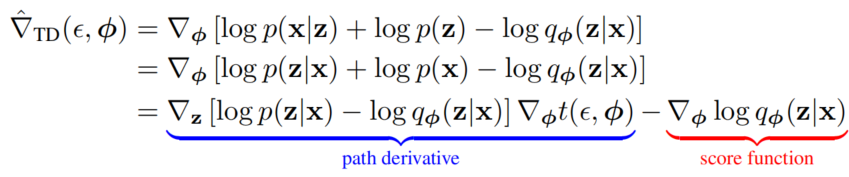 ∇̂_TD(ϵ, ϕ) = ∇_ϕ [log p(x|z) + log p(z) − log q_ϕ(z|x)]
= ∇_ϕ [log p(z|x) + log p(x) − log q_ϕ(z|x)]
= ∇_z [log p(z|x) − log q_ϕ(z|x)] ∇_ϕ t(ϵ, ϕ) − ∇_ϕ log q_ϕ(z|x)
path derivative score function